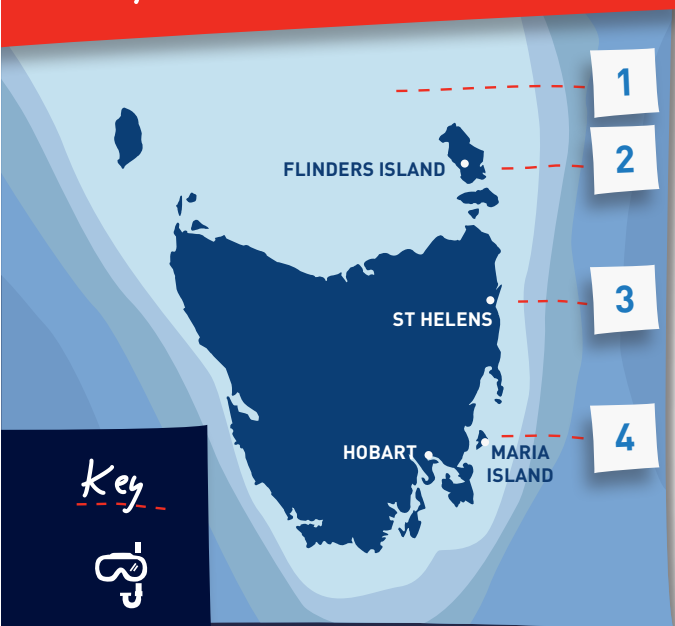 1
2
FLINDERS ISLAND
3
ST HELENS
4
HOBART
MARIA
ISLAND
Key